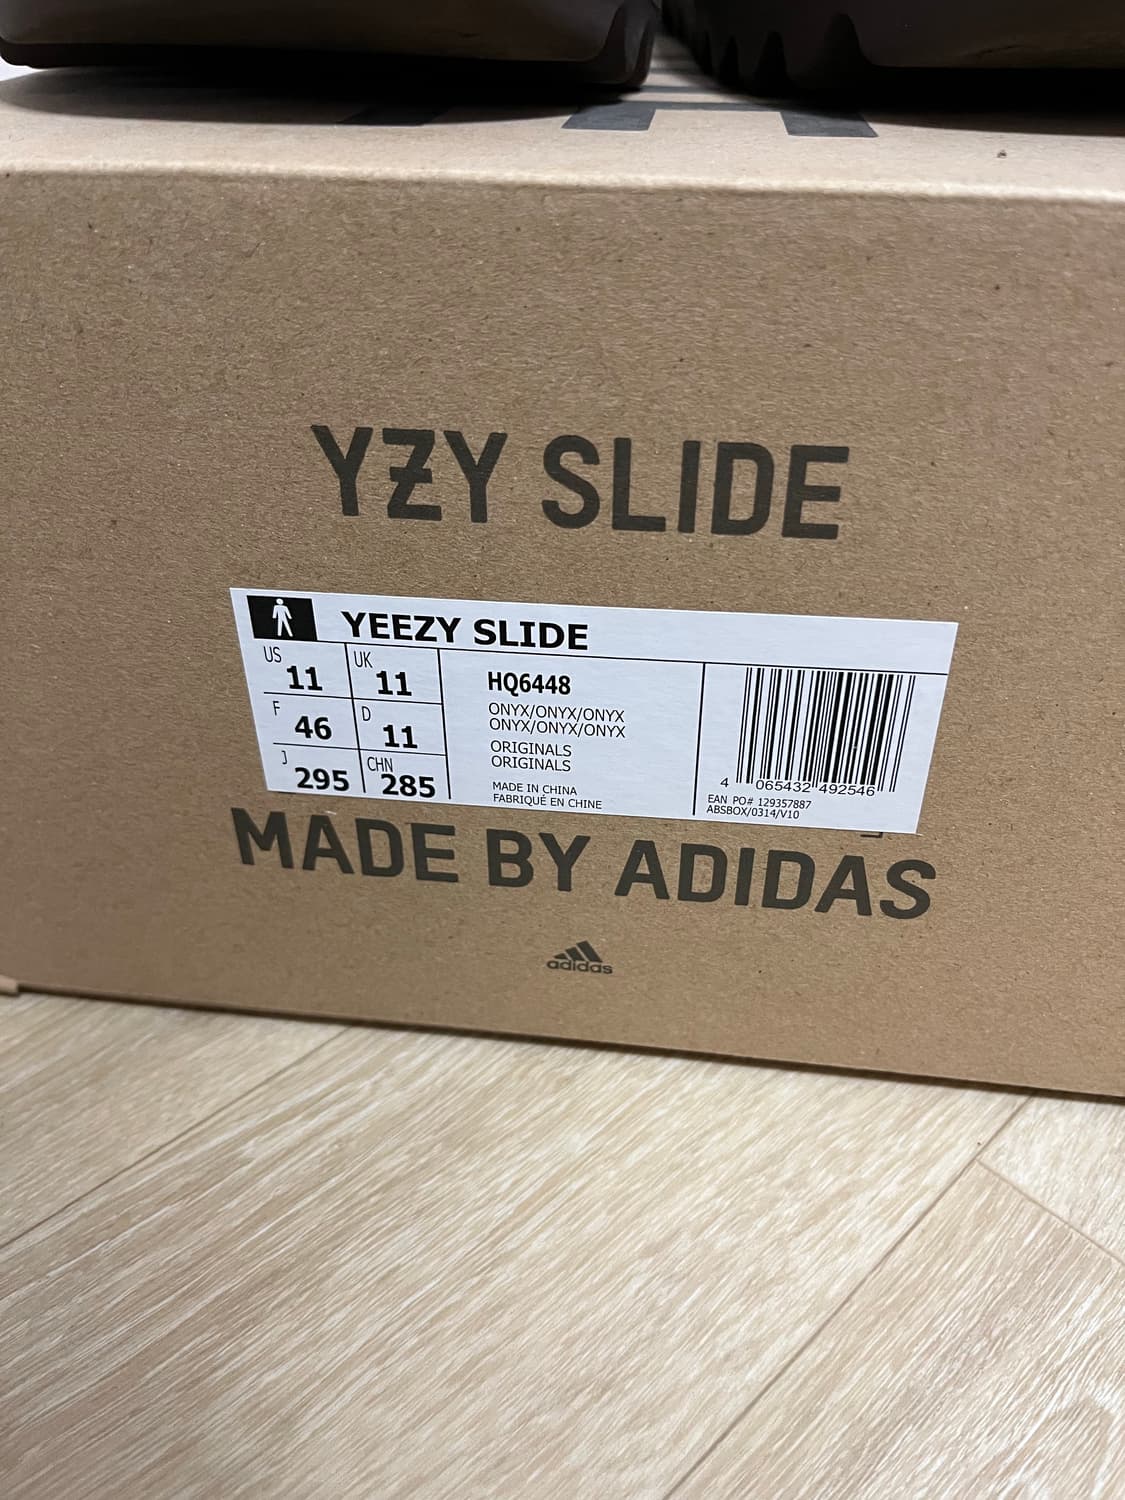 YZY SLIDE
YEEZY SLIDE
US 11 UK 11
F 46 D 11
J 295 CHN 285
HQ6448
ONYX/ONYX/ONYX
ONYX/ONYX/ONYX
ORIGINALS
ORIGINALS
MADE IN CHINA
FABRIQUÉ EN CHINE
4 065432 492546
EAN PO# 129357887
ABSBOX/0314/V10
MADE BY ADIDAS
adidas